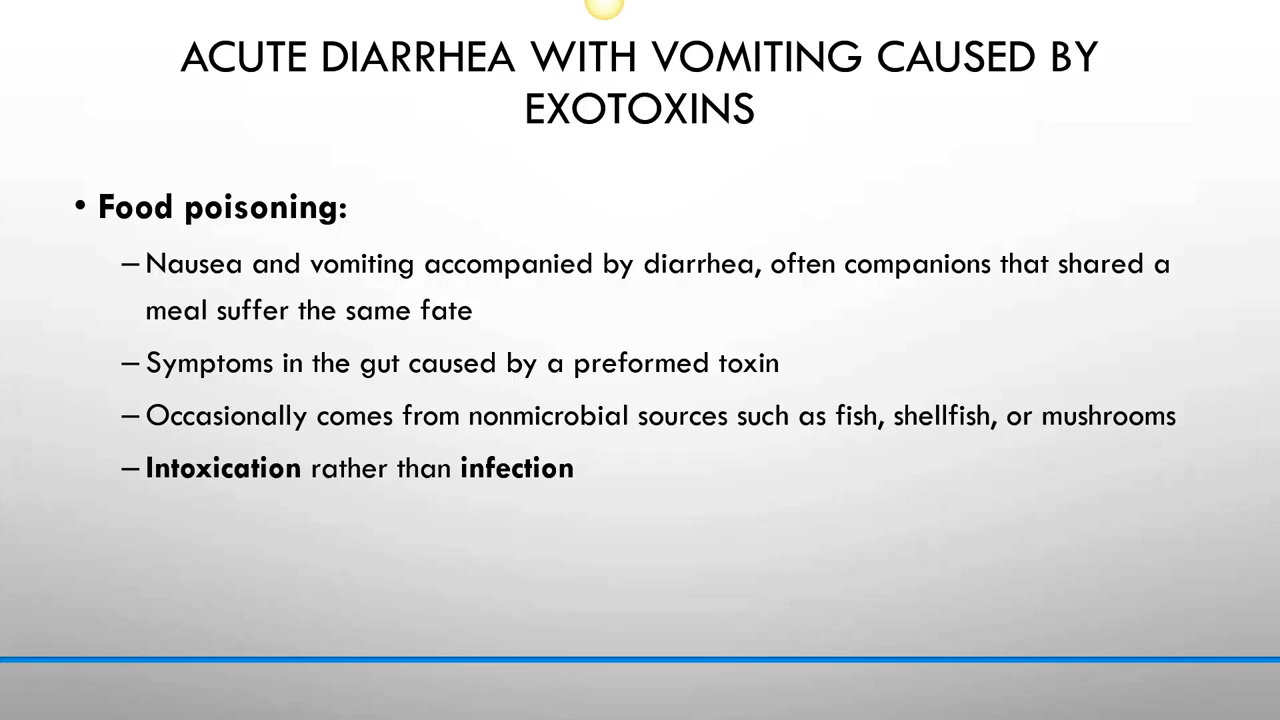 ACUTE DIARRHEA WITH VOMITING CAUSED BY
EXOTOXINS
• Food poisoning:
– Nausea and vomiting accompanied by diarrhea, often companions that shared a
meal suffer the same fate
– Symptoms in the gut caused by a preformed toxin
– Occasionally comes from nonmicrobial sources such as fish, shellfish, or mushrooms
– Intoxication rather than infection